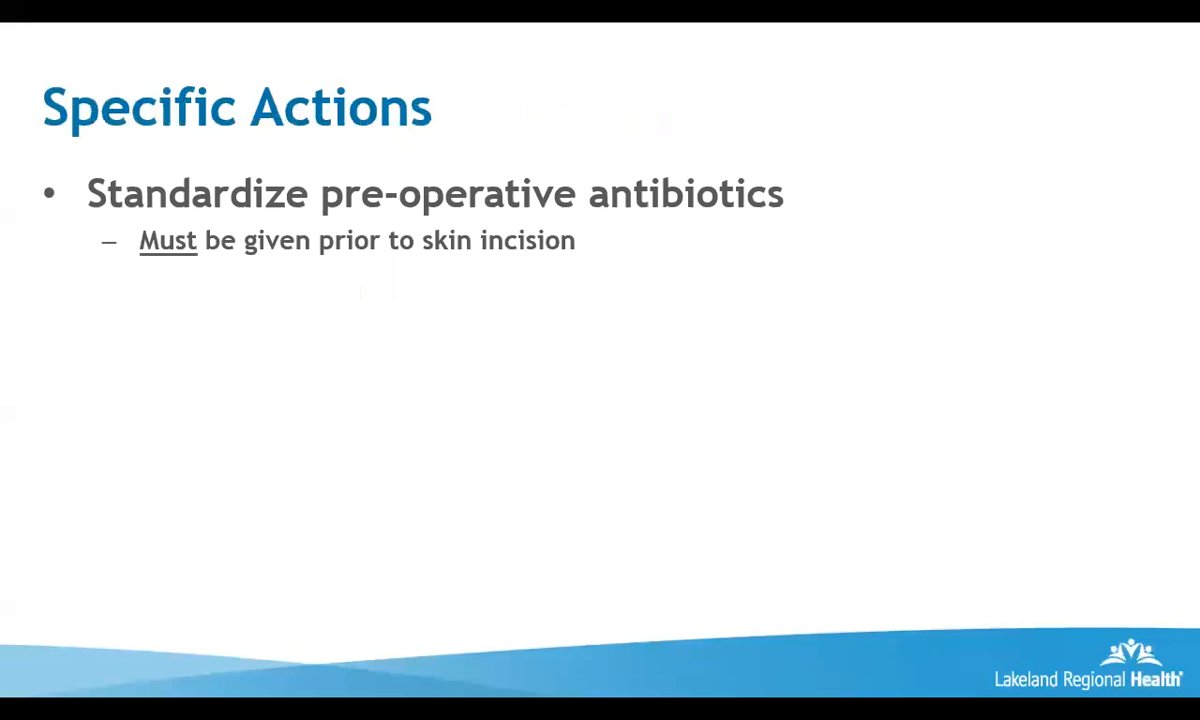 Specific Actions
• Standardize pre-operative antibiotics
– Must be given prior to skin incision
Lakeland Regional Health